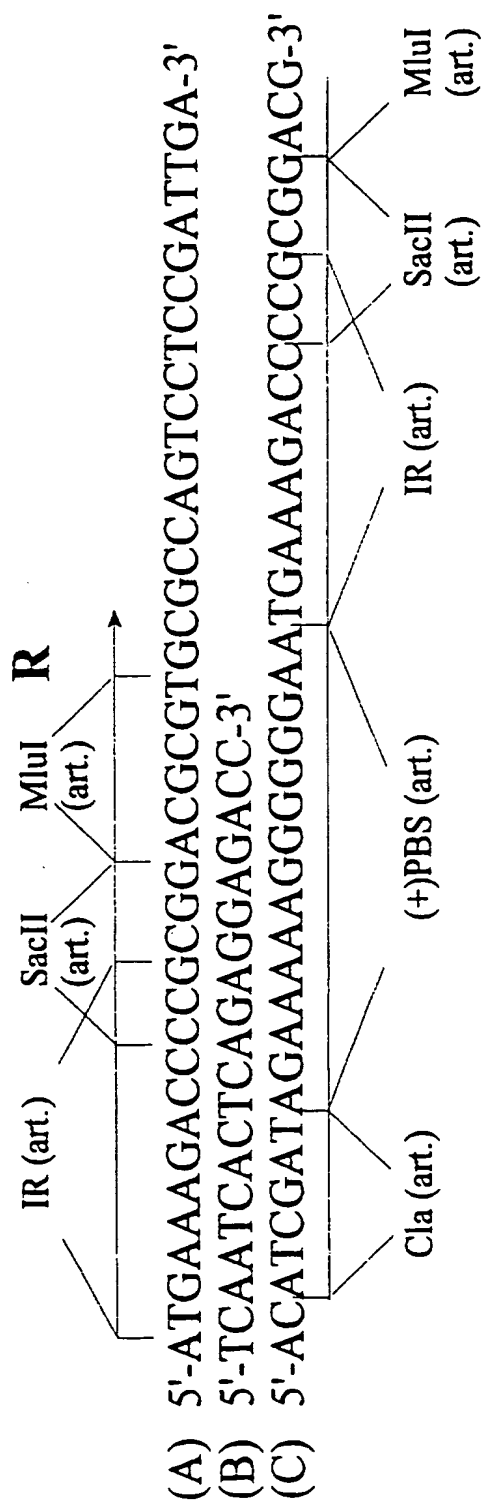 R
IR (art.)
SacII
(art.)
MluI
(art.)
(A) 5'-ATGAAAGACCCCGCGGACGCGTGCGCCAGTCCTCCGATTGA-3'
(B) 5'-TCAATCACTCAGAGGAGACC-3'
(C) 5'-ACATCGATAGAAAAAGGGGGGAATGAAAGACCCCGCGGACG-3'
Cla (art.)
(+)PBS (art.)
IR (art.)
SacII
(art.)
MluI
(art.)